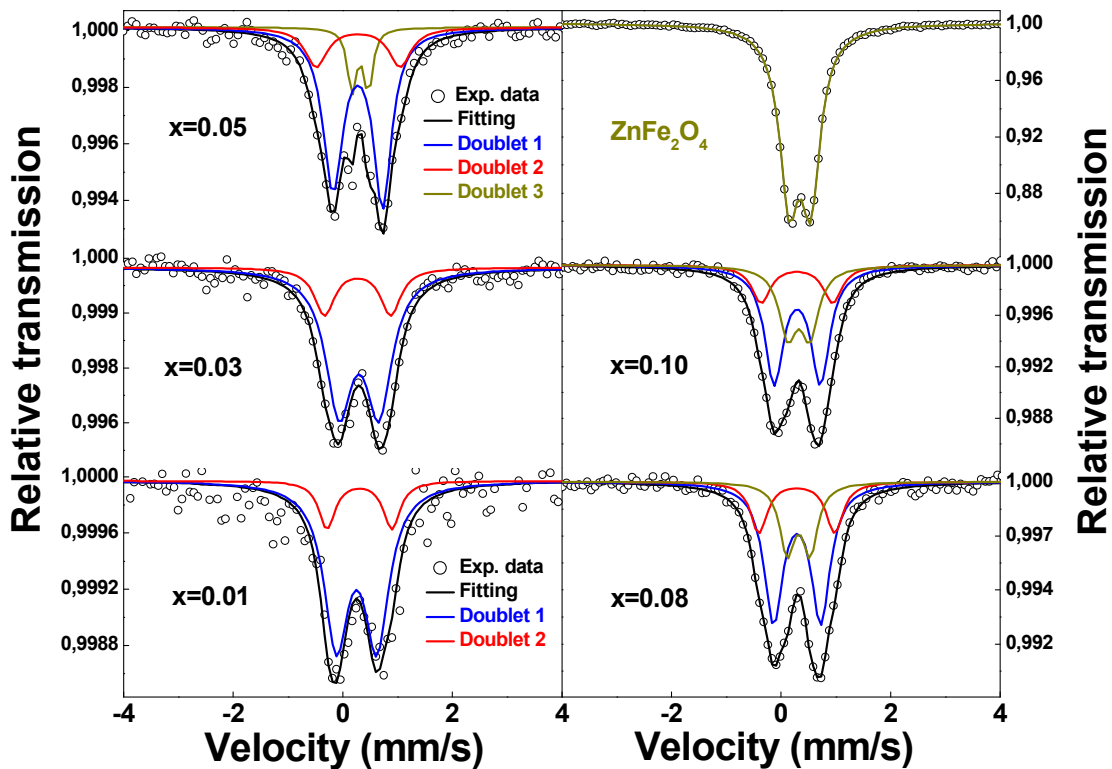 Relative transmission
1,000
0,998
0,996
0,994
x=0.05
Exp. data
Fitting
Doublet 1
Doublet 2
Doublet 3
1,000
0,999
0,998
0,996
x=0.03
1,0000
0,9996
0,9992
0,9988
x=0.01
Exp. data
Fitting
Doublet 1
Doublet 2
-4
-2
0
2
4
Velocity (mm/s)
ZnFe₂O₄
1,00
0,96
0,92
0,88
x=0.10
1,000
0,996
0,992
0,988
x=0.08
1,000
0,997
0,994
0,992
-2
0
2
4
Velocity (mm/s)
Relative transmission